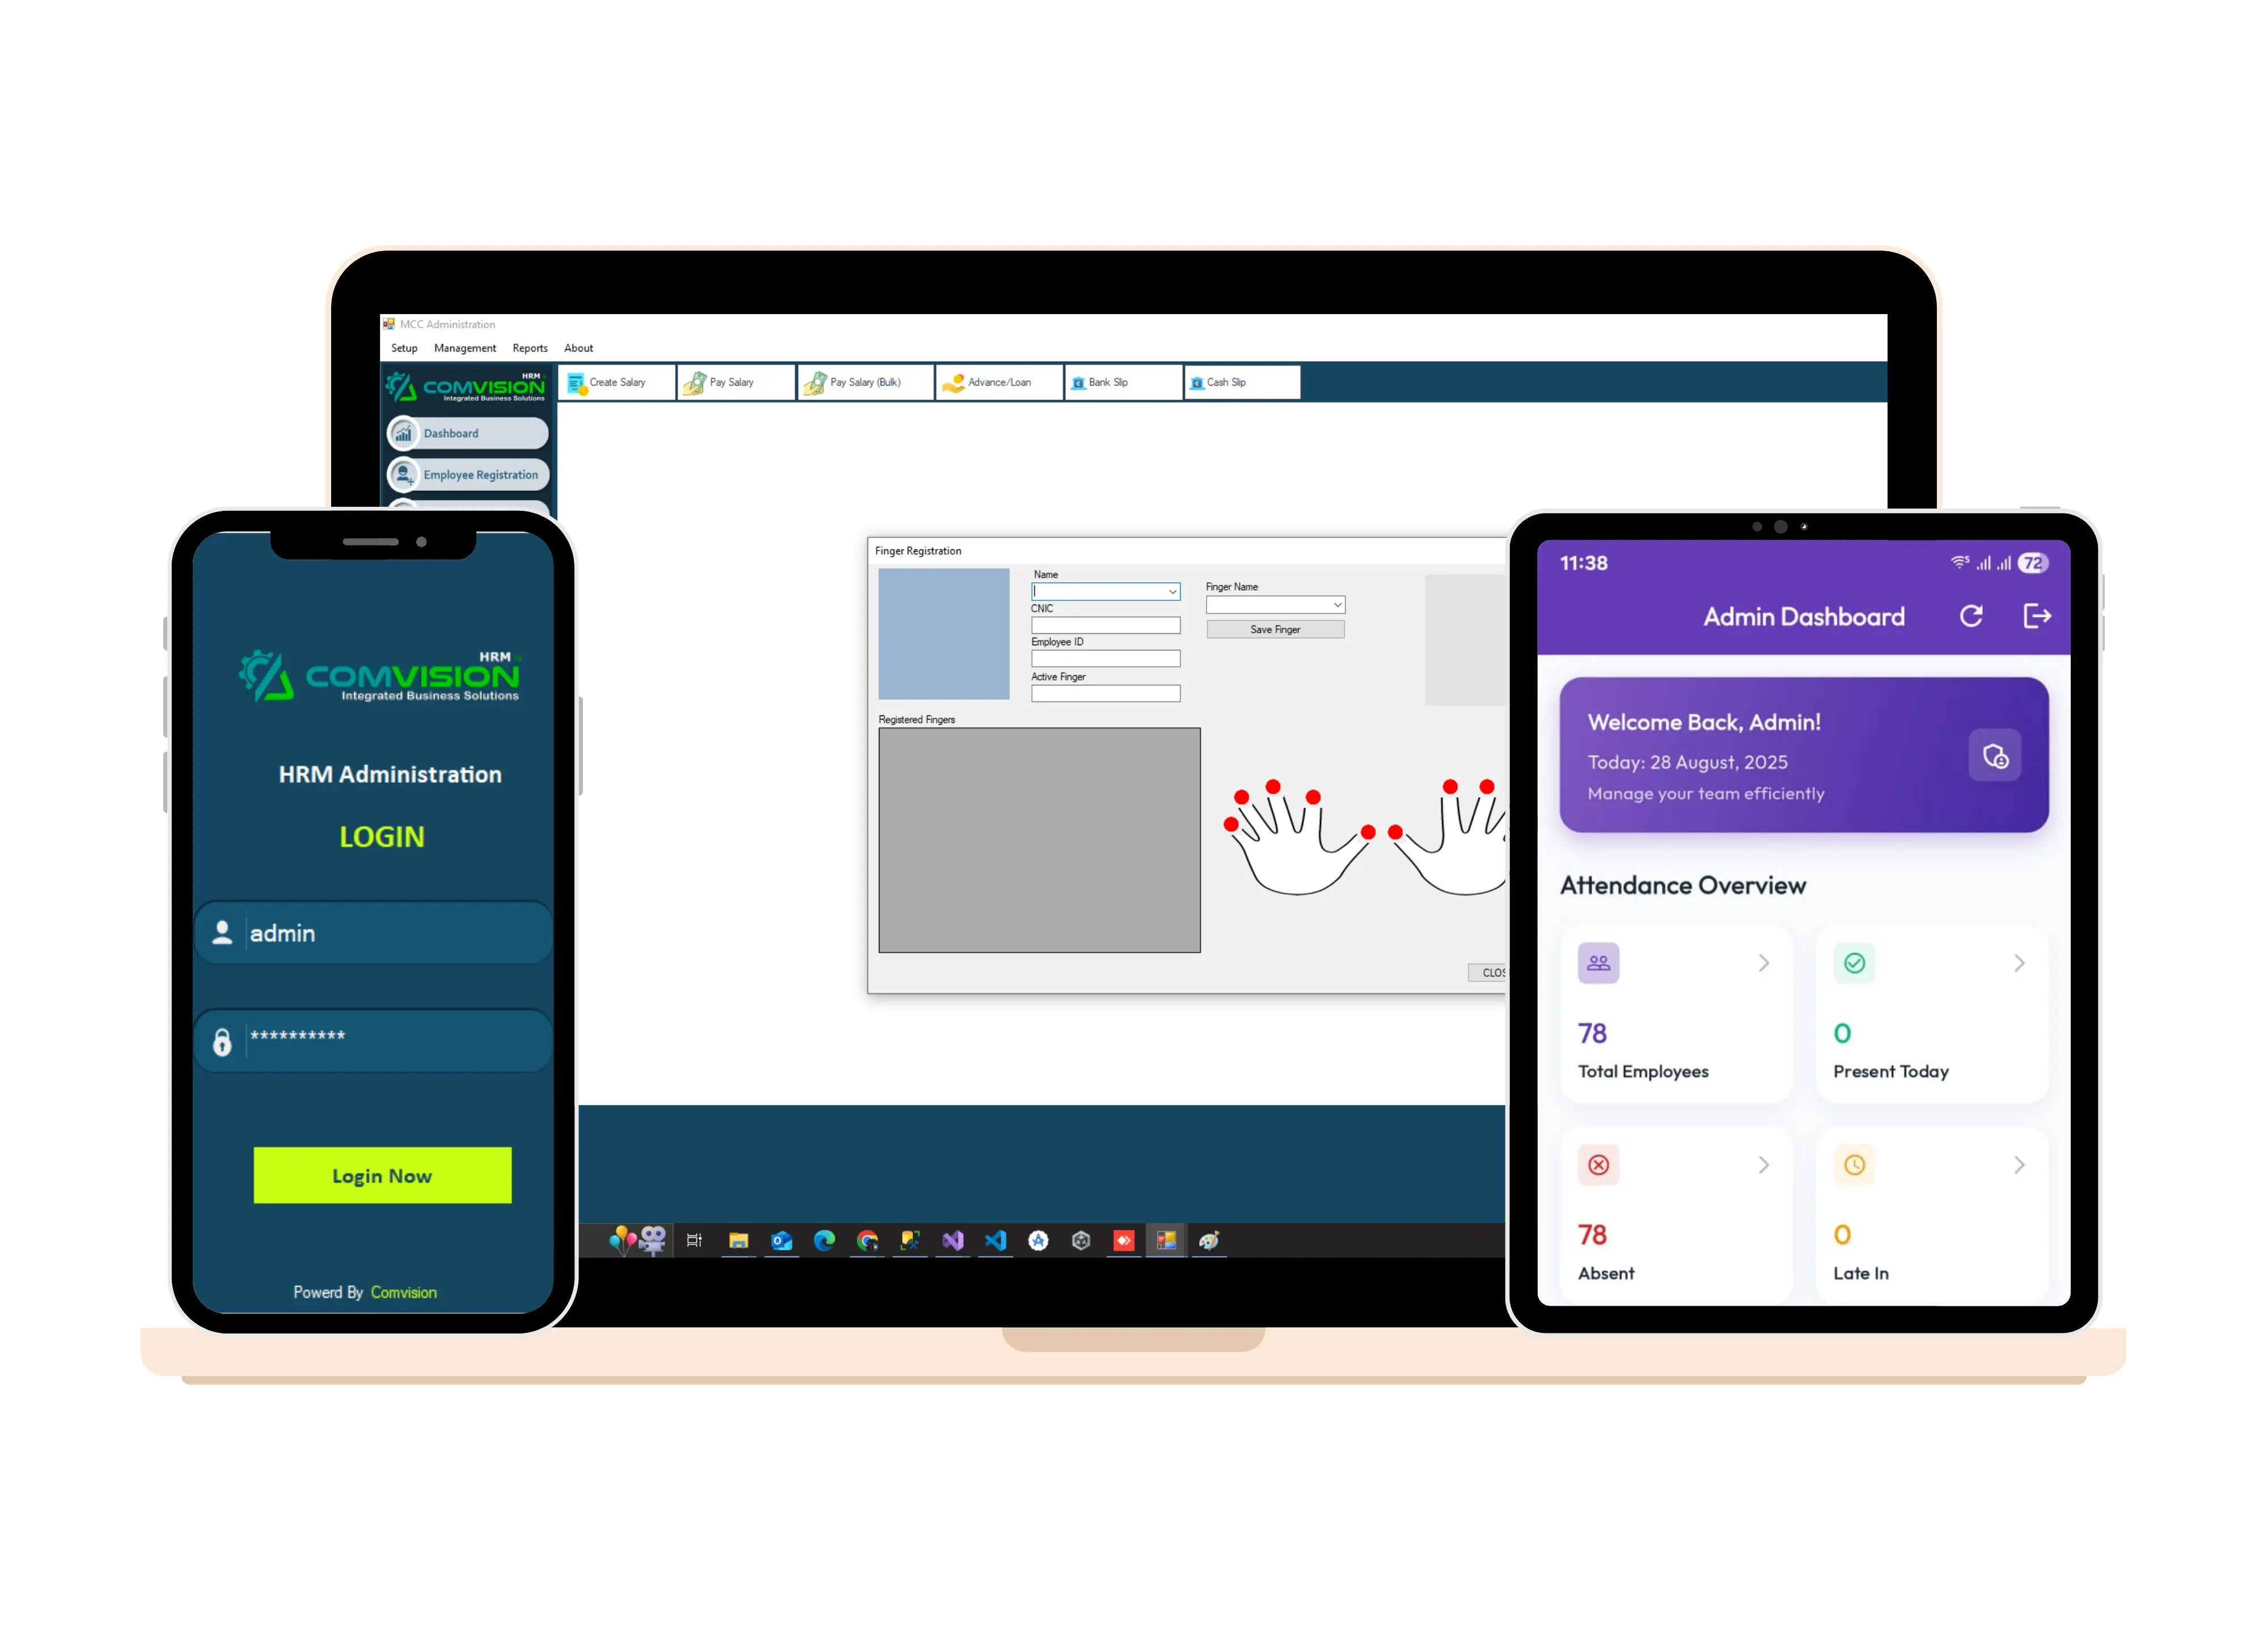 MCC Administration
Setup Management Reports About
HRM
COMVISION
Integrated Business Solutions
Create Salary
Pay Salary
Pay Salary (Bulk)
Advance/Loan
Bank Slip
Cash Slip
Dashboard
Employee Registration
Finger Registration
Name
CNIC
Employee ID
Active Finger
Finger Name
Save Finger
Registered Fingers
CLOS
HRM
COMVISION
Integrated Business Solutions
HRM Administration
LOGIN
admin
**********
Login Now
Powerd By Comvision
11:38
72
Admin Dashboard
Welcome Back, Admin!
Today: 28 August, 2025
Manage your team efficiently
Attendance Overview
78
Total Employees
0
Present Today
78
Absent
0
Late In